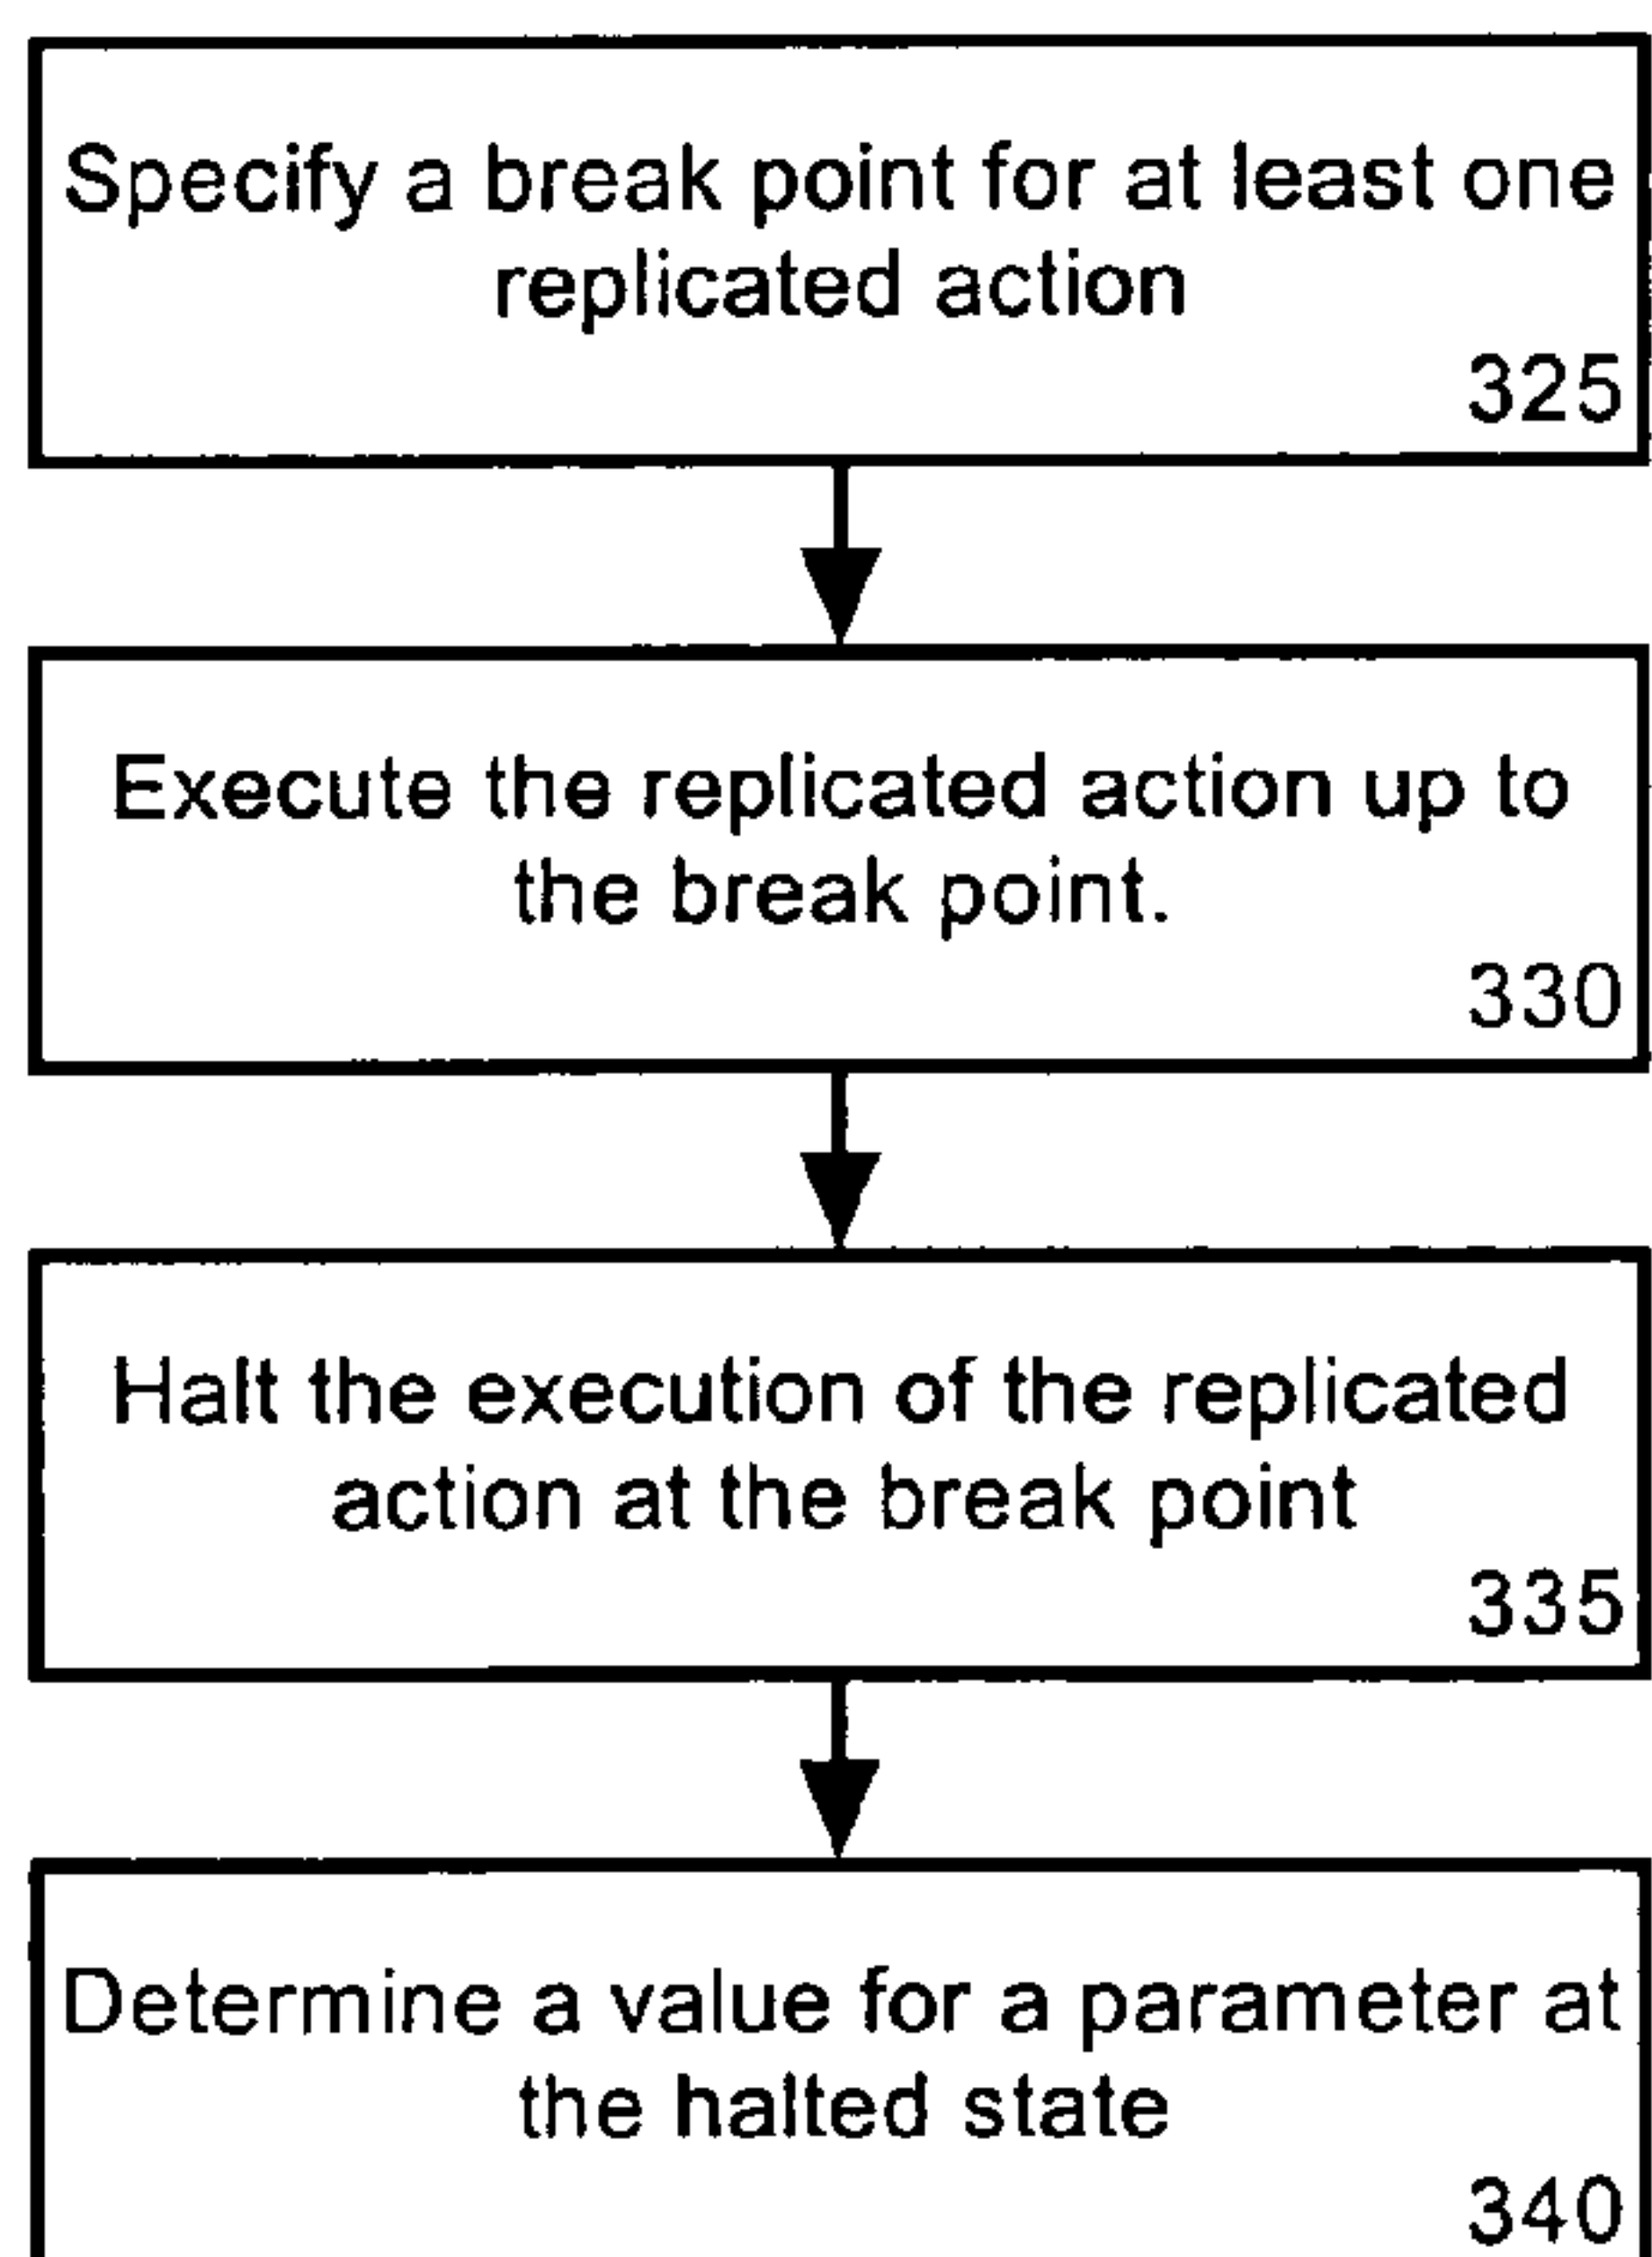 Specify a break point for at least one
replicated action
325
Execute the replicated action up to
the break point.
330
Halt the execution of the replicated
action at the break point
335
Determine a value for a parameter at
the halted state
340